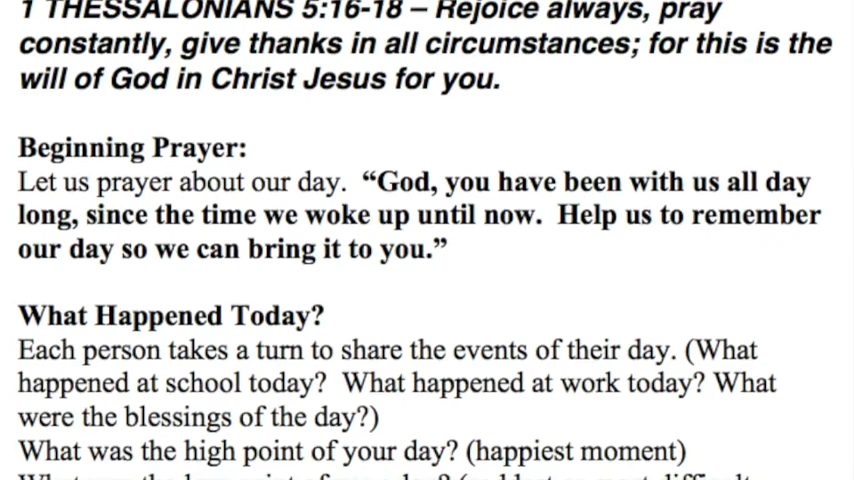 1 THESSALONIANS 5:16-18 – Rejoice always, pray
constantly, give thanks in all circumstances; for this is the
will of God in Christ Jesus for you.
Beginning Prayer:
Let us prayer about our day.  “God, you have been with us all day
long, since the time we woke up until now.  Help us to remember
our day so we can bring it to you.”
What Happened Today?
Each person takes a turn to share the events of their day. (What
happened at school today?  What happened at work today? What
were the blessings of the day?)
What was the high point of your day? (happiest moment)